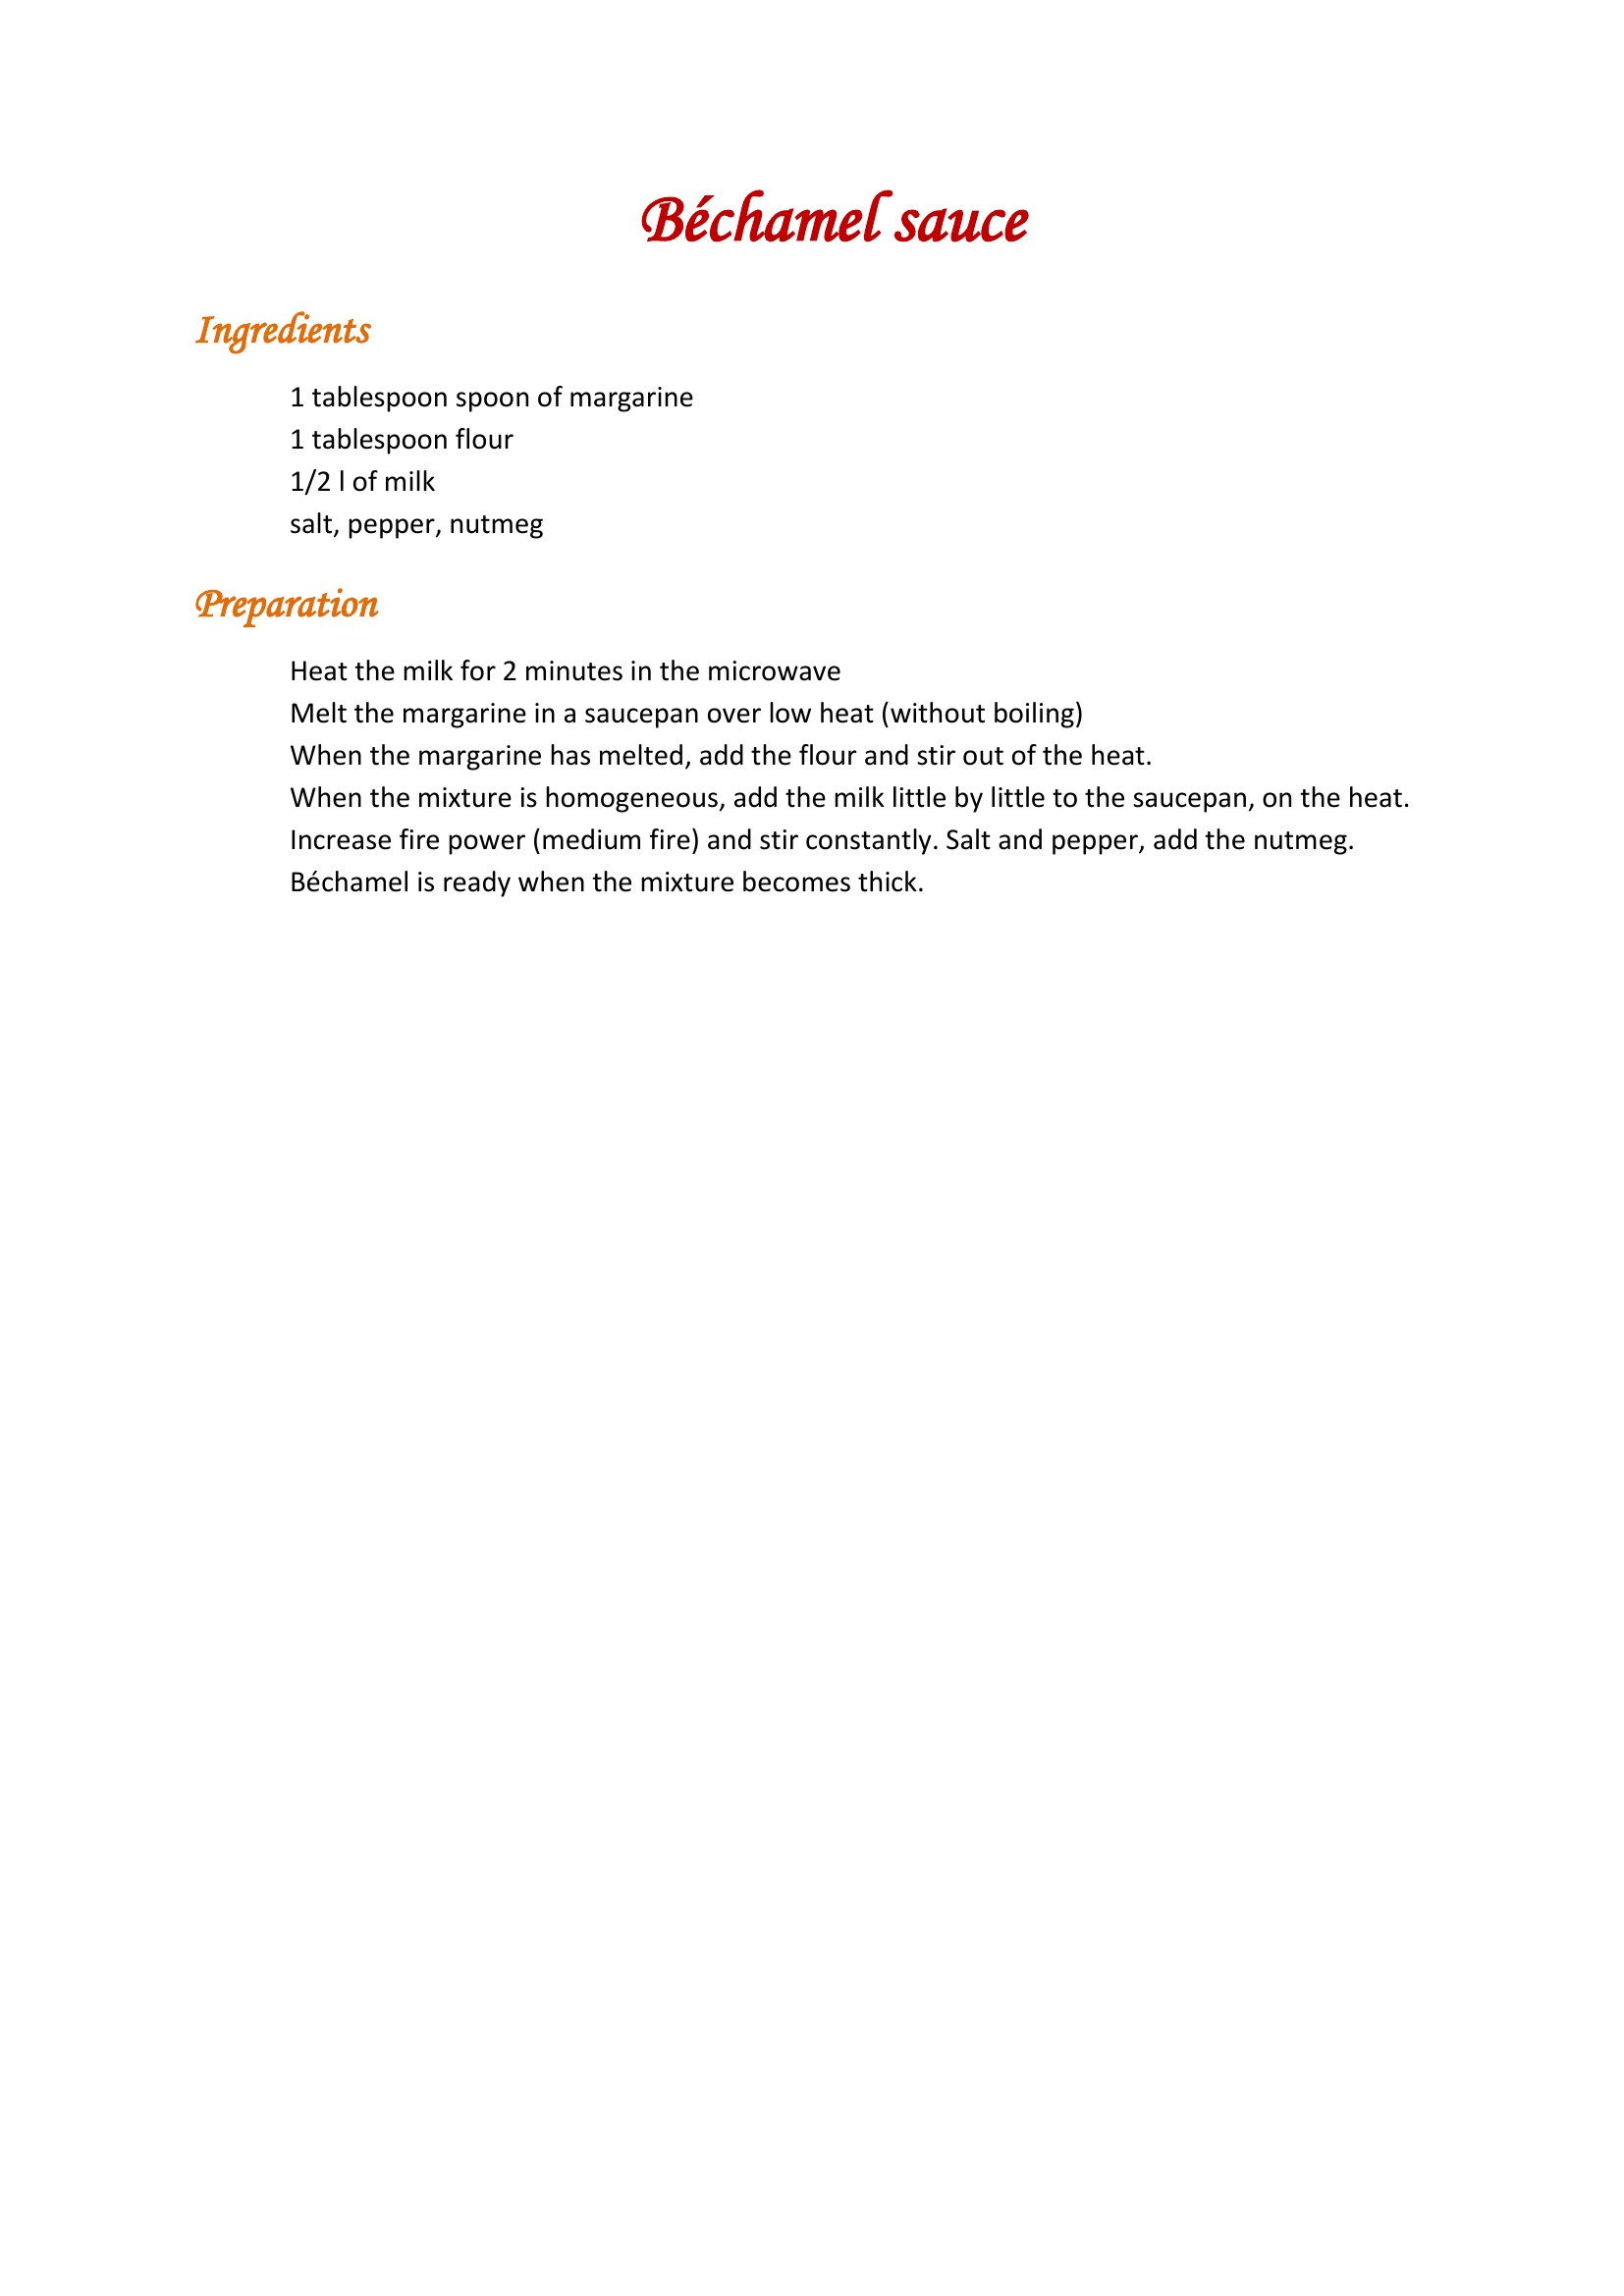 Béchamel sauce
Ingredients
1 tablespoon spoon of margarine
1 tablespoon flour
1/2 l of milk
salt, pepper, nutmeg
Preparation
Heat the milk for 2 minutes in the microwave
Melt the margarine in a saucepan over low heat (without boiling)
When the margarine has melted, add the flour and stir out of the heat.
When the mixture is homogeneous, add the milk little by little to the saucepan, on the heat.
Increase fire power (medium fire) and stir constantly. Salt and pepper, add the nutmeg.
Béchamel is ready when the mixture becomes thick.